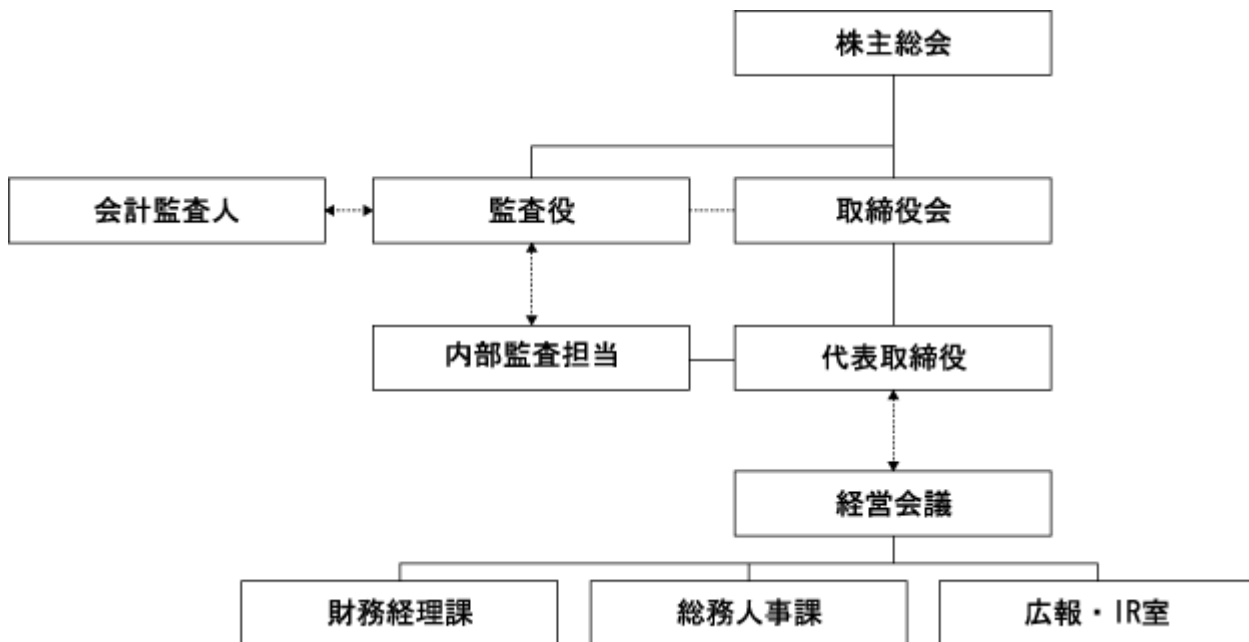 株主総会
会計監査人
監査役
取締役会
内部監査担当
代表取締役
経営会議
財務経理課
総務人事課
広報・IR室